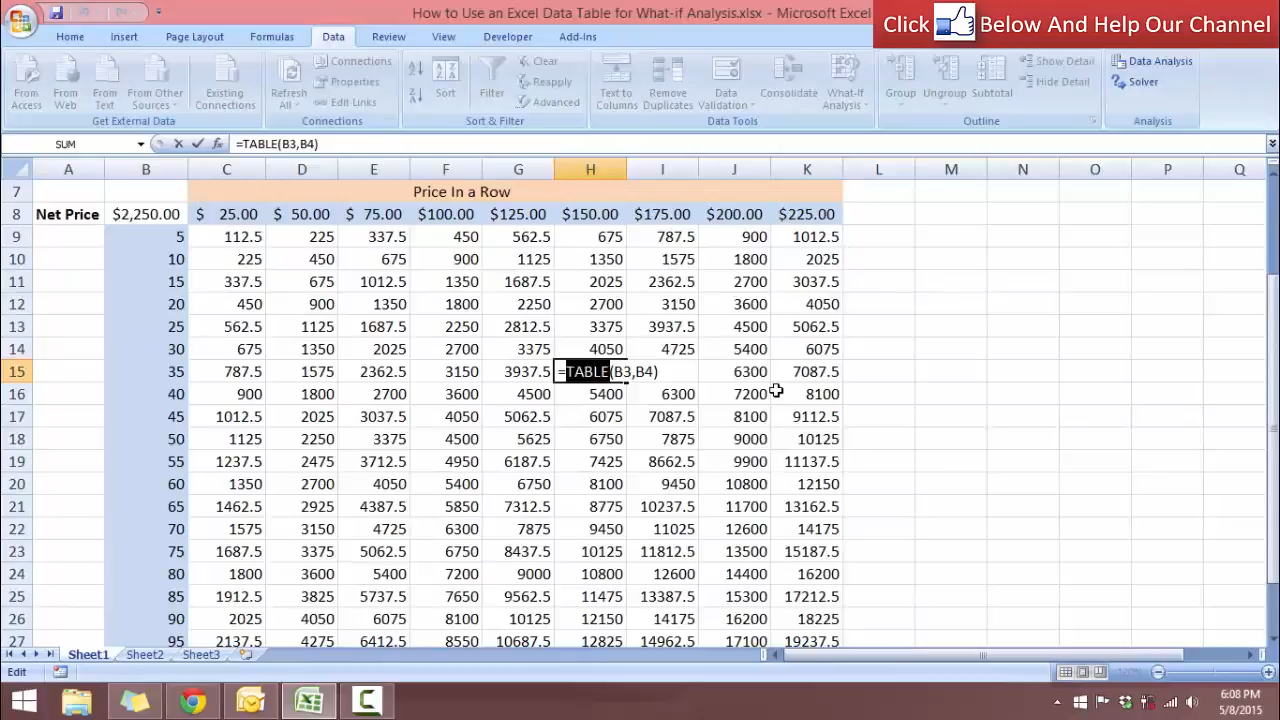 How to Use an Excel Data Table for What-if Analysis.xlsx - Microsoft Excel
Click Below And Help Our Channel
Home Insert Page Layout Formulas Data Review View Developer Add-Ins
From Access
From Web
From Text
From Other Sources
Existing Connections
Get External Data
Refresh All
Connections
Properties
Edit Links
Connections
Sort
Filter
Clear
Reapply
Advanced
Sort & Filter
Text to Columns
Remove Duplicates
Data Validation
Consolidate
What-If Analysis
Data Tools
Group
Ungroup
Subtotal
Show Detail
Hide Detail
Outline
Data Analysis
Solver
Analysis
SUM fx =TABLE(B3,B4)
A B C D E F G H I J K L M N O P Q
7 Price In a Row
8 Net Price $2,250.00 $ 25.00 $ 50.00 $ 75.00 $100.00 $125.00 $150.00 $175.00 $200.00 $225.00
9 5 112.5 225 337.5 450 562.5 675 787.5 900 1012.5
10 10 225 450 675 900 1125 1350 1575 1800 2025
11 15 337.5 675 1012.5 1350 1687.5 2025 2362.5 2700 3037.5
12 20 450 900 1350 1800 2250 2700 3150 3600 4050
13 25 562.5 1125 1687.5 2250 2812.5 3375 3937.5 4500 5062.5
14 30 675 1350 2025 2700 3375 4050 4725 5400 6075
15 35 787.5 1575 2362.5 3150 3937.5 =TABLE(B3,B4) 6300 7087.5
16 40 900 1800 2700 3600 4500 5400 6300 7200 8100
17 45 1012.5 2025 3037.5 4050 5062.5 6075 7087.5 8100 9112.5
18 50 1125 2250 3375 4500 5625 6750 7875 9000 10125
19 55 1237.5 2475 3712.5 4950 6187.5 7425 8662.5 9900 11137.5
20 60 1350 2700 4050 5400 6750 8100 9450 10800 12150
21 65 1462.5 2925 4387.5 5850 7312.5 8775 10237.5 11700 13162.5
22 70 1575 3150 4725 6300 7875 9450 11025 12600 14175
23 75 1687.5 3375 5062.5 6750 8437.5 10125 11812.5 13500 15187.5
24 80 1800 3600 5400 7200 9000 10800 12600 14400 16200
25 85 1912.5 3825 5737.5 7650 9562.5 11475 13387.5 15300 17212.5
26 90 2025 4050 6075 8100 10125 12150 14175 16200 18225
27 95 2137.5 4275 6412.5 8550 10687.5 12825 14962.5 17100 19237.5
Sheet1 Sheet2 Sheet3
Edit
6:08 PM
5/8/2015